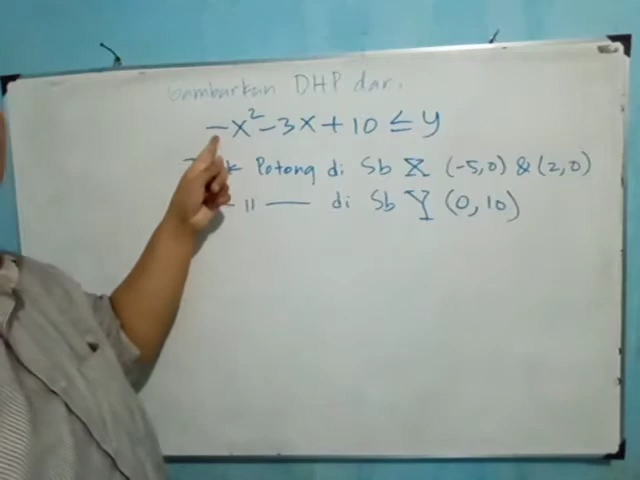 Gambarkan DHP dari
-x²-3x+10 ≤ y
Potong di Sb X (-5,0) & (2,0)
- 〃 — di Sb Y (0,10)